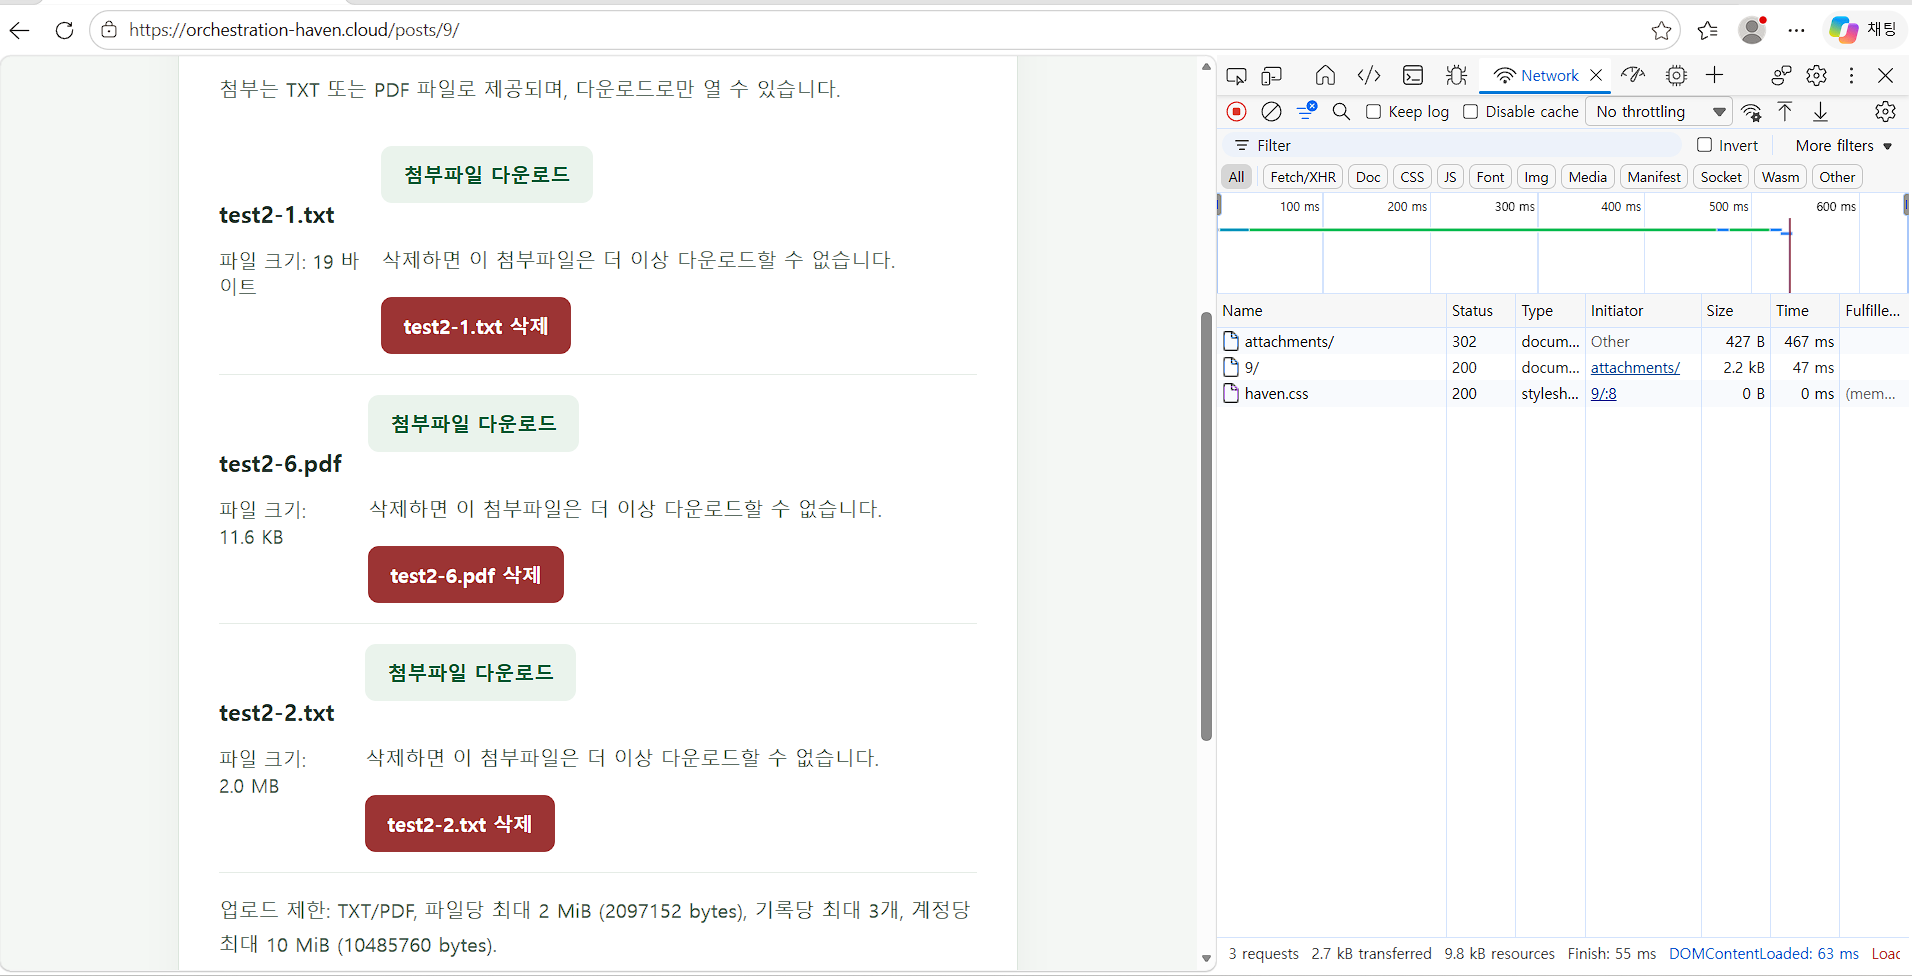 https://orchestration-haven.cloud/posts/9/
채팅
첨부는 TXT 또는 PDF 파일로 제공되며, 다운로드로만 열 수 있습니다.
첨부파일 다운로드
test2-1.txt
파일 크기: 19 바
이트
삭제하면 이 첨부파일은 더 이상 다운로드할 수 없습니다.
test2-1.txt 삭제
첨부파일 다운로드
test2-6.pdf
파일 크기:
11.6 KB
삭제하면 이 첨부파일은 더 이상 다운로드할 수 없습니다.
test2-6.pdf 삭제
첨부파일 다운로드
test2-2.txt
파일 크기:
2.0 MB
삭제하면 이 첨부파일은 더 이상 다운로드할 수 없습니다.
test2-2.txt 삭제
업로드 제한: TXT/PDF, 파일당 최대 2 MiB (2097152 bytes), 기록당 최대 3개, 계정당
최대 10 MiB (10485760 bytes).
Network
Keep log Disable cache No throttling
Filter Invert More filters
All Fetch/XHR Doc CSS JS Font Img Media Manifest Socket Wasm Other
100 ms 200 ms 300 ms 400 ms 500 ms 600 ms
Name Status Type Initiator Size Time Fulfille...
attachments/ 302 docum... Other 427 B 467 ms
9/ 200 docum... attachments/ 2.2 kB 47 ms
haven.css 200 stylesh... 9/:8 0 B 0 ms (mem...
3 requests 2.7 kB transferred 9.8 kB resources Finish: 55 ms DOMContentLoaded: 63 ms Load